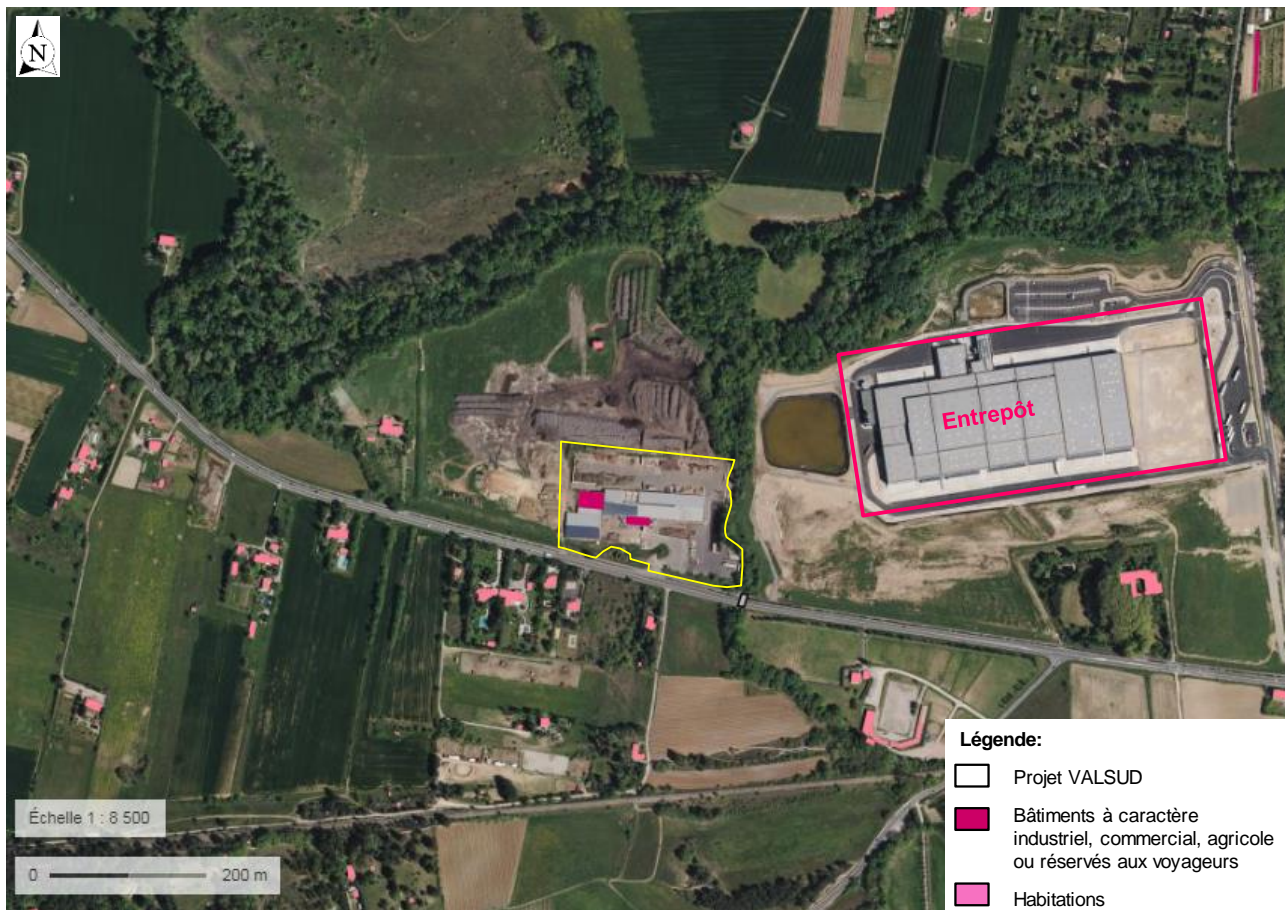 N
Entrepôt
Échelle 1 : 8 500
0 200 m
Légende:
Projet VALSUD
Bâtiments à caractère
industriel, commercial, agricole
ou réservés aux voyageurs
Habitations